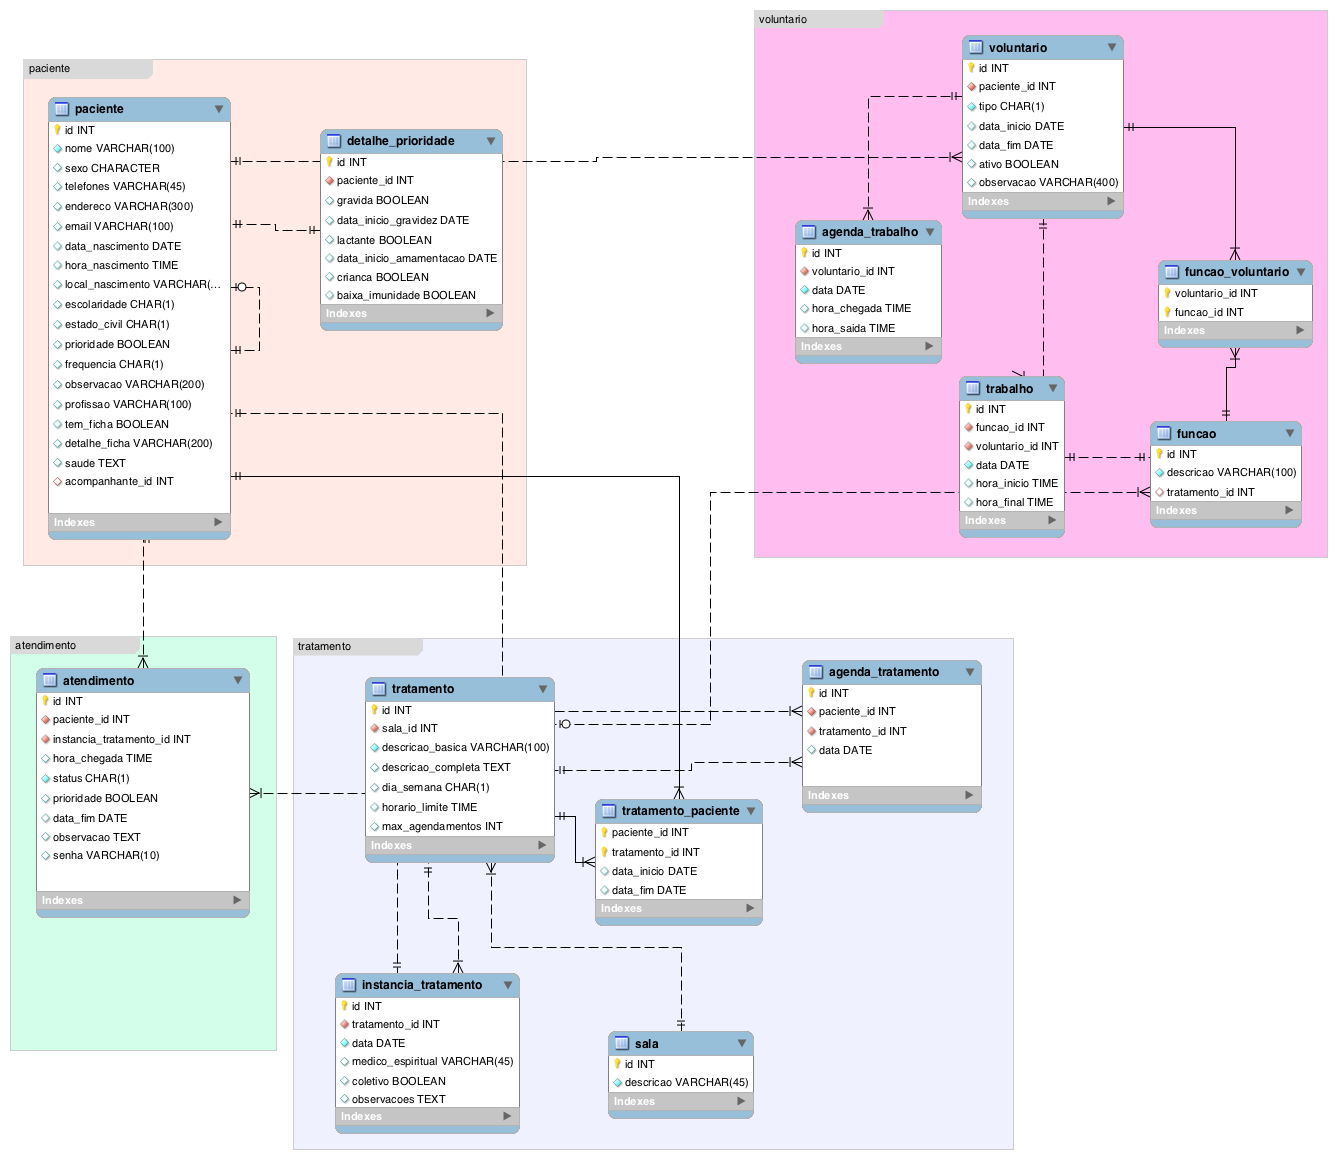 paciente
paciente
id INT
nome VARCHAR(100)
sexo CHARACTER
telefones VARCHAR(45)
endereco VARCHAR(300)
email VARCHAR(100)
data_nascimento DATE
hora_nascimento TIME
local_nascimento VARCHAR(...
escolaridade CHAR(1)
estado_civil CHAR(1)
prioridade BOOLEAN
frequencia CHAR(1)
observacao VARCHAR(200)
profissao VARCHAR(100)
tem_ficha BOOLEAN
detalhe_ficha VARCHAR(200)
saude TEXT
acompanhante_id INT
Indexes
detalhe_prioridade
id INT
paciente_id INT
gravida BOOLEAN
data_inicio_gravidez DATE
lactante BOOLEAN
data_inicio_amamentacao DATE
crianca BOOLEAN
baixa_imunidade BOOLEAN
Indexes
voluntario
voluntario
id INT
paciente_id INT
tipo CHAR(1)
data_inicio DATE
data_fim DATE
ativo BOOLEAN
observacao VARCHAR(400)
Indexes
agenda_trabalho
id INT
voluntario_id INT
data DATE
hora_chegada TIME
hora_saida TIME
Indexes
funcao_voluntario
voluntario_id INT
funcao_id INT
Indexes
trabalho
id INT
funcao_id INT
voluntario_id INT
data DATE
hora_inicio TIME
hora_final TIME
Indexes
funcao
id INT
descricao VARCHAR(100)
tratamento_id INT
Indexes
atendimento
atendimento
id INT
paciente_id INT
instancia_tratamento_id INT
hora_chegada TIME
status CHAR(1)
prioridade BOOLEAN
data_fim DATE
observacao TEXT
senha VARCHAR(10)
Indexes
tratamento
tratamento
id INT
sala_id INT
descricao_basica VARCHAR(100)
descricao_completa TEXT
dia_semana CHAR(1)
horario_limite TIME
max_agendamentos INT
Indexes
agenda_tratamento
id INT
paciente_id INT
tratamento_id INT
data DATE
Indexes
tratamento_paciente
paciente_id INT
tratamento_id INT
data_inicio DATE
data_fim DATE
Indexes
instancia_tratamento
id INT
tratamento_id INT
data DATE
medico_espiritual VARCHAR(45)
coletivo BOOLEAN
observacoes TEXT
Indexes
sala
id INT
descricao VARCHAR(45)
Indexes